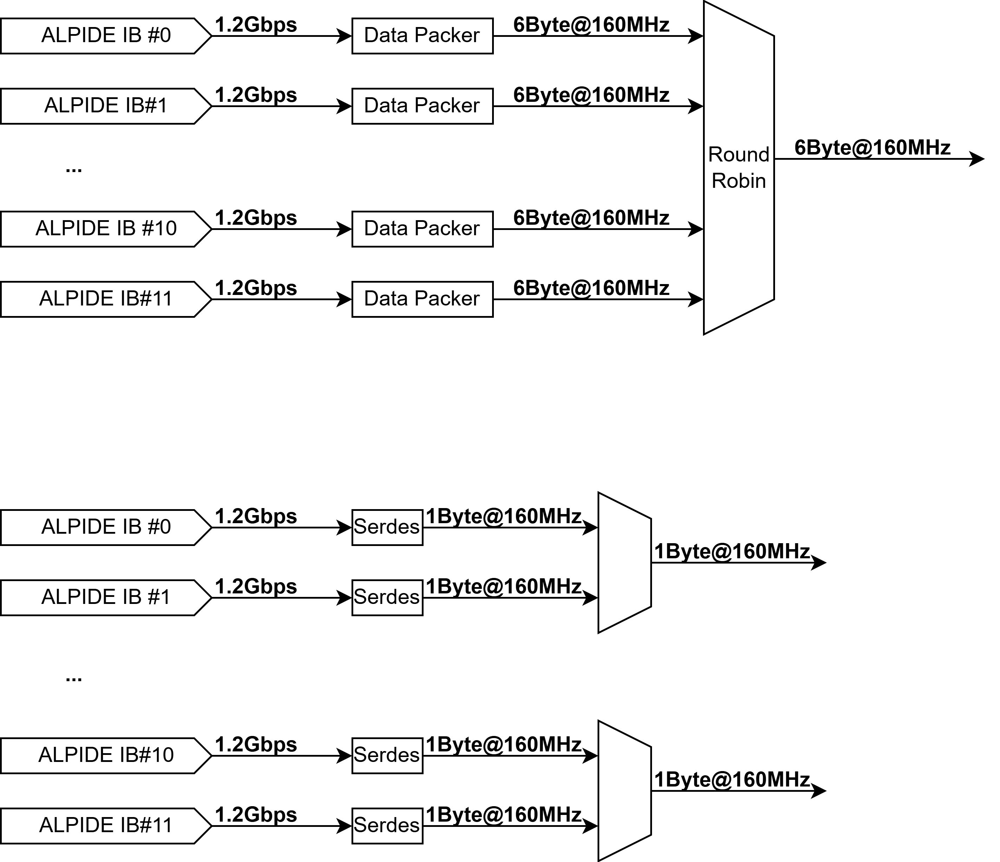 ALPIDE IB #0
1.2Gbps
Data Packer
6Byte@160MHz
ALPIDE IB#1
1.2Gbps
Data Packer
6Byte@160MHz
Round
Robin
6Byte@160MHz
...
ALPIDE IB #10
1.2Gbps
Data Packer
6Byte@160MHz
ALPIDE IB#11
1.2Gbps
Data Packer
6Byte@160MHz
ALPIDE IB #0
1.2Gbps
Serdes
1Byte@160MHz
1Byte@160MHz
ALPIDE IB #1
1.2Gbps
Serdes
1Byte@160MHz
...
ALPIDE IB#10
1.2Gbps
Serdes
1Byte@160MHz
1Byte@160MHz
ALPIDE IB#11
1.2Gbps
Serdes
1Byte@160MHz